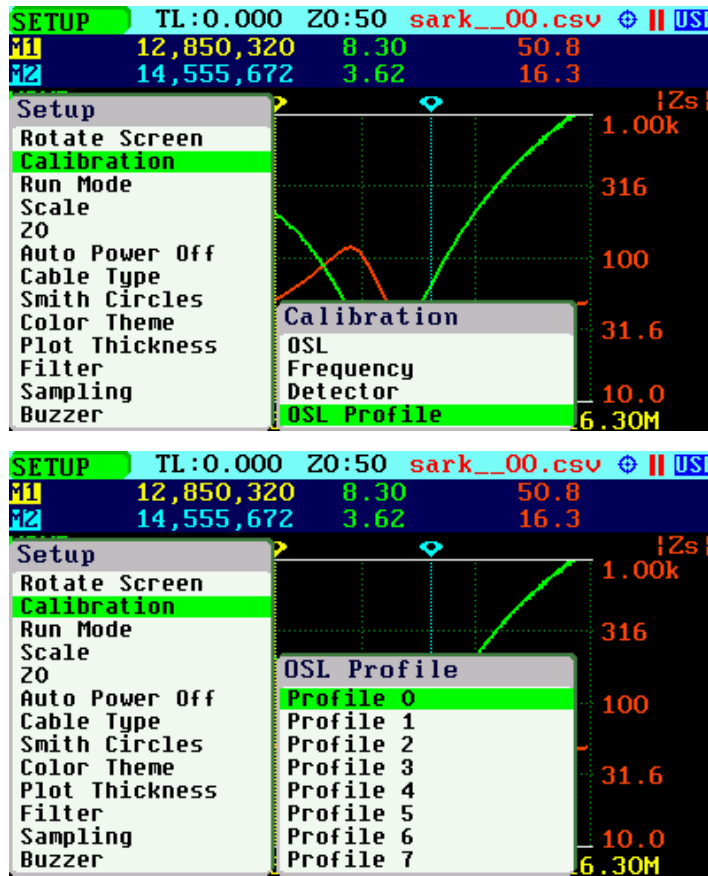 SETUP TL:0.000 Z0:50 sark__00.csv USB
M1 12,850,320 8.30 50.8
M2 14,555,672 3.62 16.3
|Zs|
Setup
Rotate Screen
Calibration
Run Mode
Scale
Z0
Auto Power Off
Cable Type
Smith Circles
Color Theme
Plot Thickness
Filter
Sampling
Buzzer
1.00k
316
100
31.6
10.0
Calibration
OSL
Frequency
Detector
OSL Profile
6.30M
SETUP TL:0.000 Z0:50 sark__00.csv USB
M1 12,850,320 8.30 50.8
M2 14,555,672 3.62 16.3
|Zs|
Setup
Rotate Screen
Calibration
Run Mode
Scale
Z0
Auto Power Off
Cable Type
Smith Circles
Color Theme
Plot Thickness
Filter
Sampling
Buzzer
1.00k
316
100
31.6
10.0
OSL Profile
Profile 0
Profile 1
Profile 2
Profile 3
Profile 4
Profile 5
Profile 6
Profile 7
6.30M